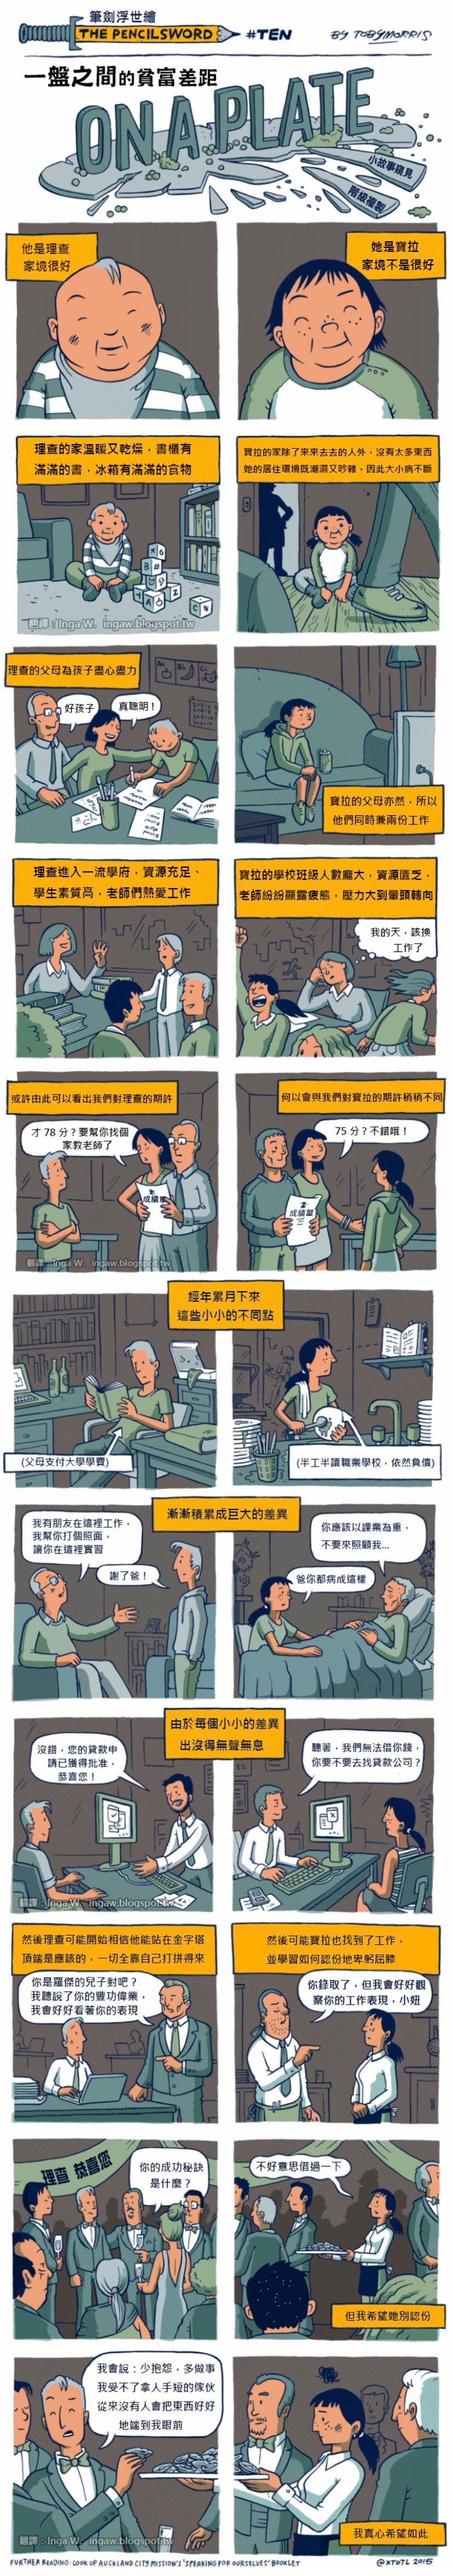 筆劍浮世繪
THE PENCILSWORD #TEN BY TOBYMORRIS
一盤之間的貧富差距
ON A PLATE
小故事窺見
階級複製
他是理查
家境很好
她是寶拉
家境不是很好
理查的家溫暖又乾燥，書櫃有
滿滿的書，冰箱有滿滿的食物
寶拉的家除了來來去去的人外，沒有太多東西
她的居住環境既潮濕又吵雜，因此大小病不斷
翻譯：Inga W. ingaw.blogspot.tw
理查的父母為孩子盡心盡力
好孩子
真聰明！
寶拉的父母亦然，所以
他們同時兼兩份工作
理查進入一流學府，資源充足、
學生素質高，老師們熱愛工作
寶拉的學校班級人數龐大，資源匱乏，
老師紛紛顯露疲態，壓力大到暈頭轉向
我的天，該換
工作了
或許由此可以看出我們對理查的期許
才 78 分？要幫你找個
家教老師了
成績單
翻譯：Inga W. ingaw.blogspot.tw
何以會與我們對寶拉的期許稍稍不同
75 分？不錯哦！
成績單
經年累月下來
這些小小的不同點
(父母支付大學學費)
(半工半讀職業學校，依然負債)
漸漸積累成巨大的差異
我有朋友在這裡工作，
我幫你打個照面，
讓你在這裡實習
謝了爸！
你應該以課業為重，
不要來照顧我...
爸你都病成這樣
由於每個小小的差異
出沒得無聲無息
沒錯，您的貸款申
請已獲得批准，
恭喜您！
聽著，我們無法借你錢，
你要不要去找貸款公司？
翻譯：Inga W. ingaw.blogspot.tw
然後理查可能開始相信他能站在金字塔
頂端是應該的，一切全靠自己打拼得來
你是羅傑的兒子對吧？
我聽說了你的豐功偉業，
我會好好看著你的表現
然後可能寶拉也找到了工作，
並學習如何認份地卑躬屈膝
你錄取了，但我會好好觀
察你的工作表現，小妞
理查 恭喜您
你的成功秘訣
是什麼？
不好意思借過一下
但我希望她別認份
我會說：少抱怨，多做事
我受不了拿人手短的傢伙
從來沒有人會把東西好好
地端到我眼前
我真心希望如此
翻譯：Inga W. ingaw.blogspot.tw
FURTHER READING: LOOK UP AUCKLAND CITY MISSION'S 'SPEAKING FOR OURSELVES' BOOKLET
@XTOTL 2015